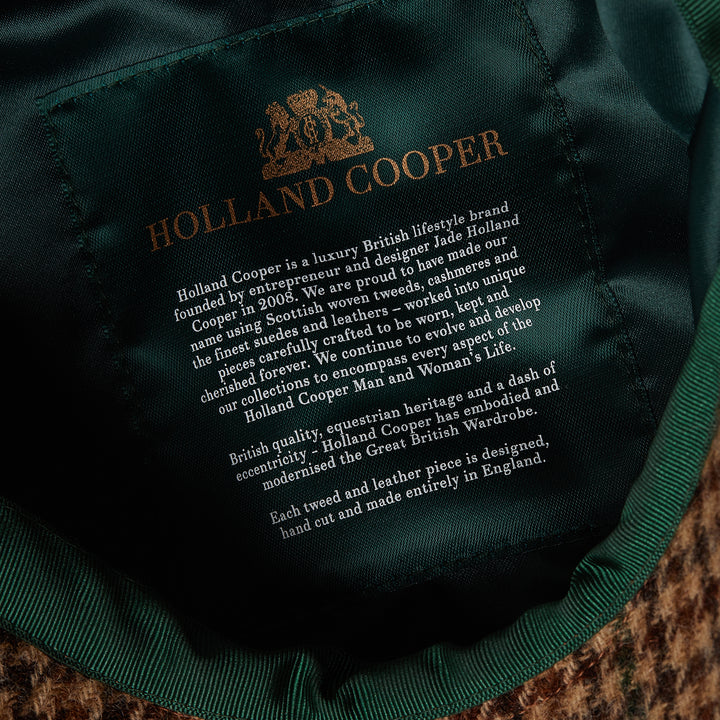 HOLLAND COOPER
Holland Cooper is a luxury British lifestyle brand
founded by entrepreneur and designer Jade Holland
Cooper in 2008. We are proud to have made our
name using Scottish woven tweeds, cashmeres and
the finest suedes and leathers – worked into unique
pieces carefully crafted to be worn, kept and
cherished forever. We continue to evolve and develop
our collections to encompass every aspect of the
Holland Cooper Man and Woman's Life.
British quality, equestrian heritage and a dash of
eccentricity - Holland Cooper has embodied and
modernised the Great British Wardrobe.
Each tweed and leather piece is designed,
hand cut and made entirely in England.